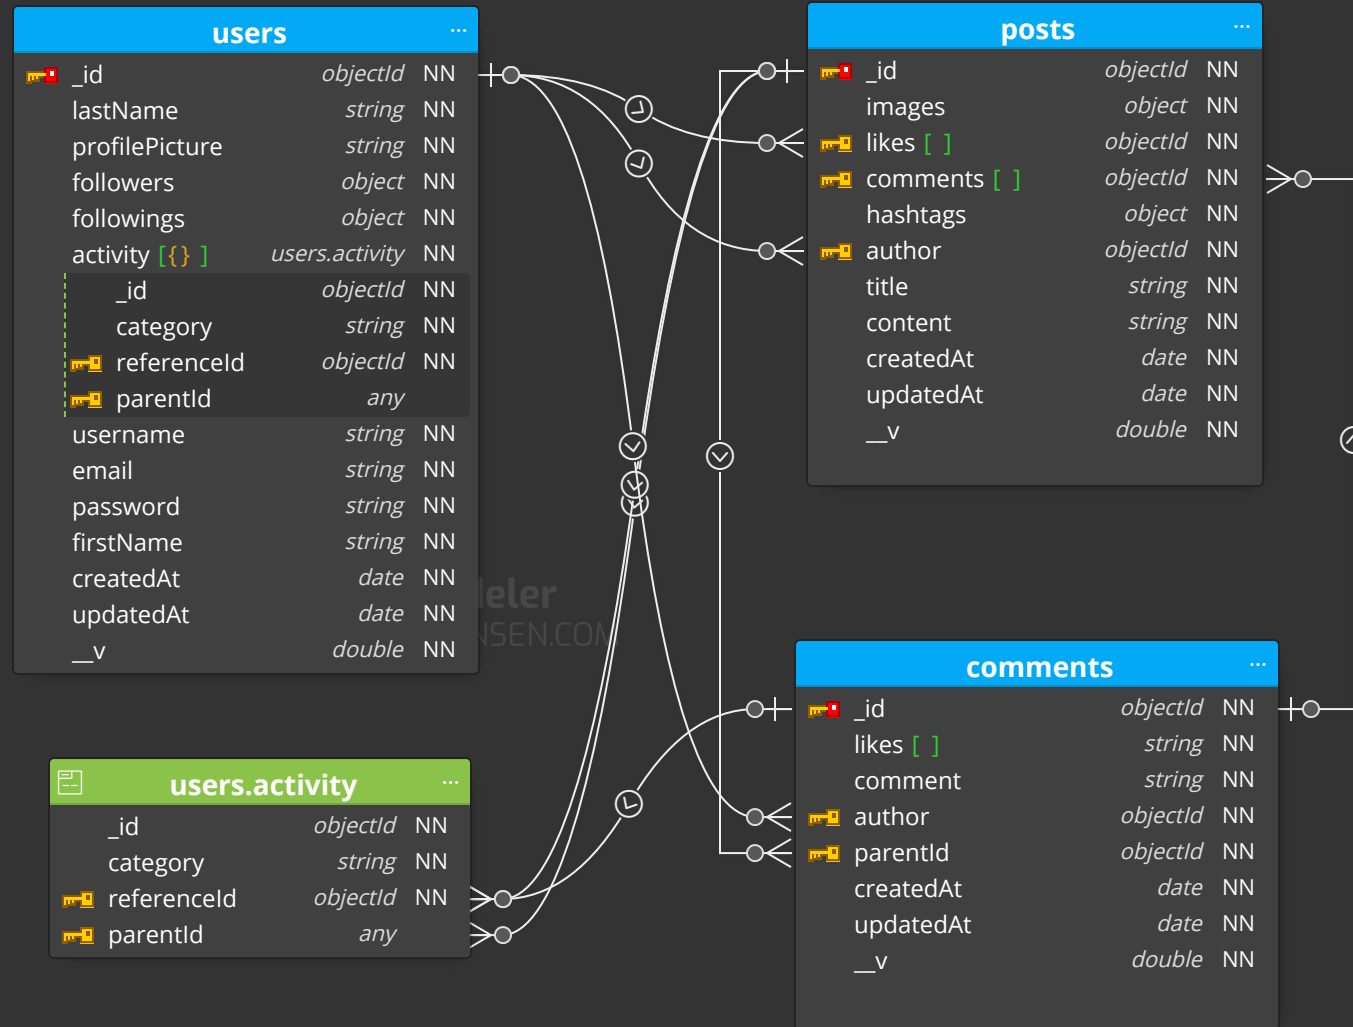 users ...
_id objectId NN
lastName string NN
profilePicture string NN
followers object NN
followings object NN
activity [{} ] users.activity NN
_id objectId NN
category string NN
referenceId objectId NN
parentId any
username string NN
email string NN
password string NN
firstName string NN
createdAt date NN
updatedAt date NN
__v double NN
posts ...
_id objectId NN
images object NN
likes [ ] objectId NN
comments [ ] objectId NN
hashtags object NN
author objectId NN
title string NN
content string NN
createdAt date NN
updatedAt date NN
__v double NN
deler
NSEN.COM
users.activity ...
_id objectId NN
category string NN
referenceId objectId NN
parentId any
comments ...
_id objectId NN
likes [ ] string NN
comment string NN
author objectId NN
parentId objectId NN
createdAt date NN
updatedAt date NN
__v double NN